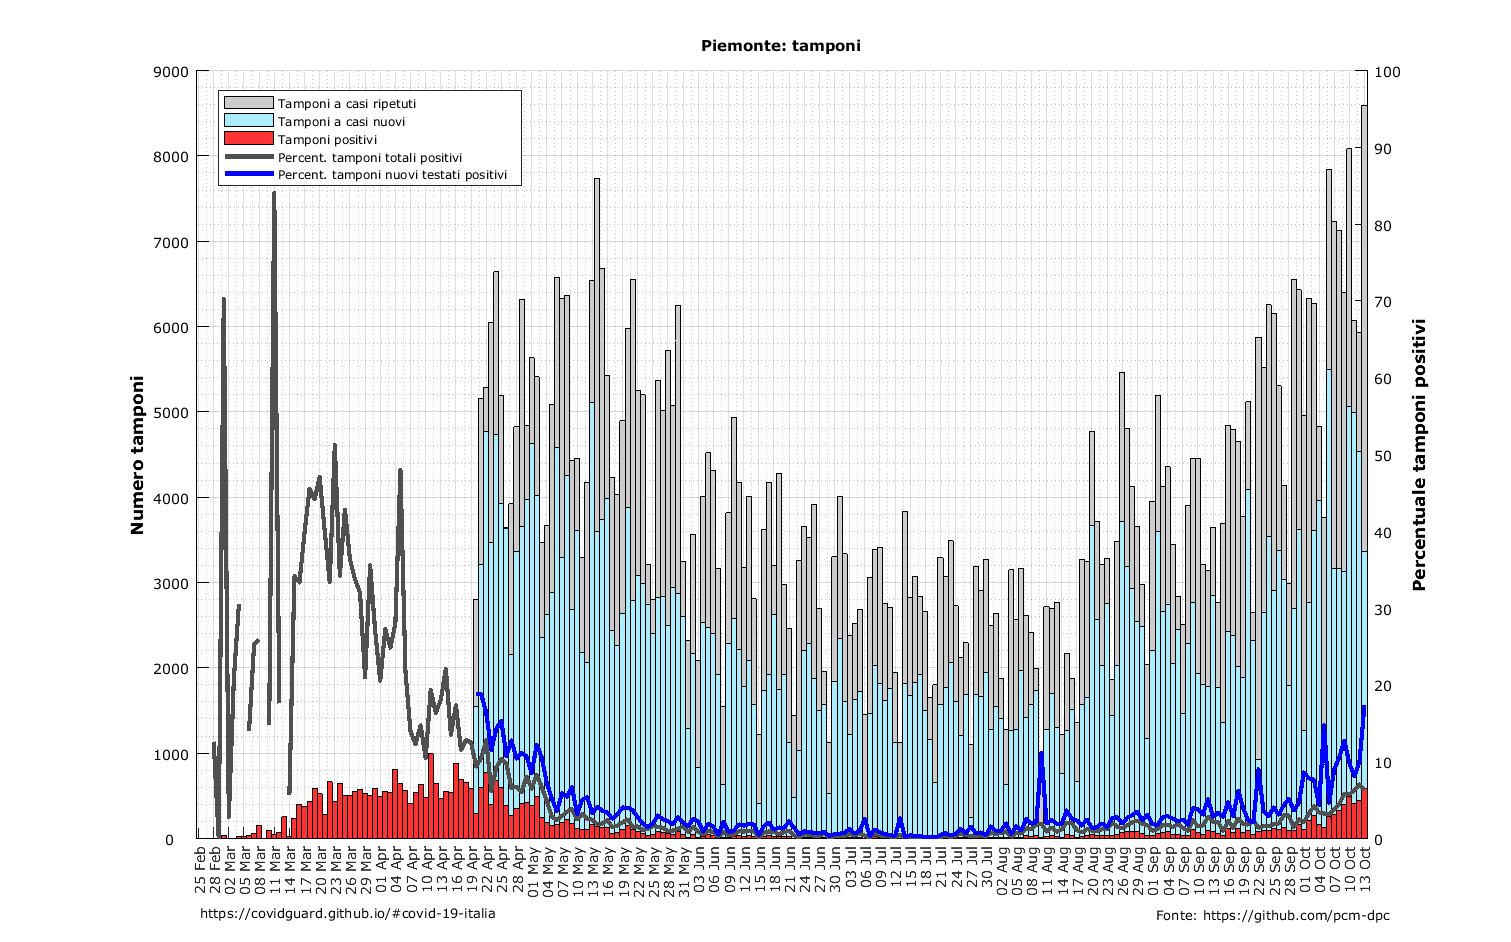 Piemonte: tamponi
9000
8000
7000
6000
5000
4000
3000
2000
1000
0
100
90
80
70
60
50
40
30
20
10
0
Numero tamponi
Percentuale tamponi positivi
Tamponi a casi ripetuti
Tamponi a casi nuovi
Tamponi positivi
Percent. tamponi totali positivi
Percent. tamponi nuovi testati positivi
25 Feb
28 Feb
02 Mar
05 Mar
08 Mar
11 Mar
14 Mar
17 Mar
20 Mar
23 Mar
26 Mar
29 Mar
01 Apr
04 Apr
07 Apr
10 Apr
13 Apr
16 Apr
19 Apr
22 Apr
25 Apr
28 Apr
01 May
04 May
07 May
10 May
13 May
16 May
19 May
22 May
25 May
28 May
31 May
03 Jun
06 Jun
09 Jun
12 Jun
15 Jun
18 Jun
21 Jun
24 Jun
27 Jun
30 Jun
03 Jul
06 Jul
09 Jul
12 Jul
15 Jul
18 Jul
21 Jul
24 Jul
27 Jul
30 Jul
02 Aug
05 Aug
08 Aug
11 Aug
14 Aug
17 Aug
20 Aug
23 Aug
26 Aug
29 Aug
01 Sep
04 Sep
07 Sep
10 Sep
13 Sep
16 Sep
19 Sep
22 Sep
25 Sep
28 Sep
01 Oct
04 Oct
07 Oct
10 Oct
13 Oct
https://covidguard.github.io/#covid-19-italia
Fonte: https://github.com/pcm-dpc